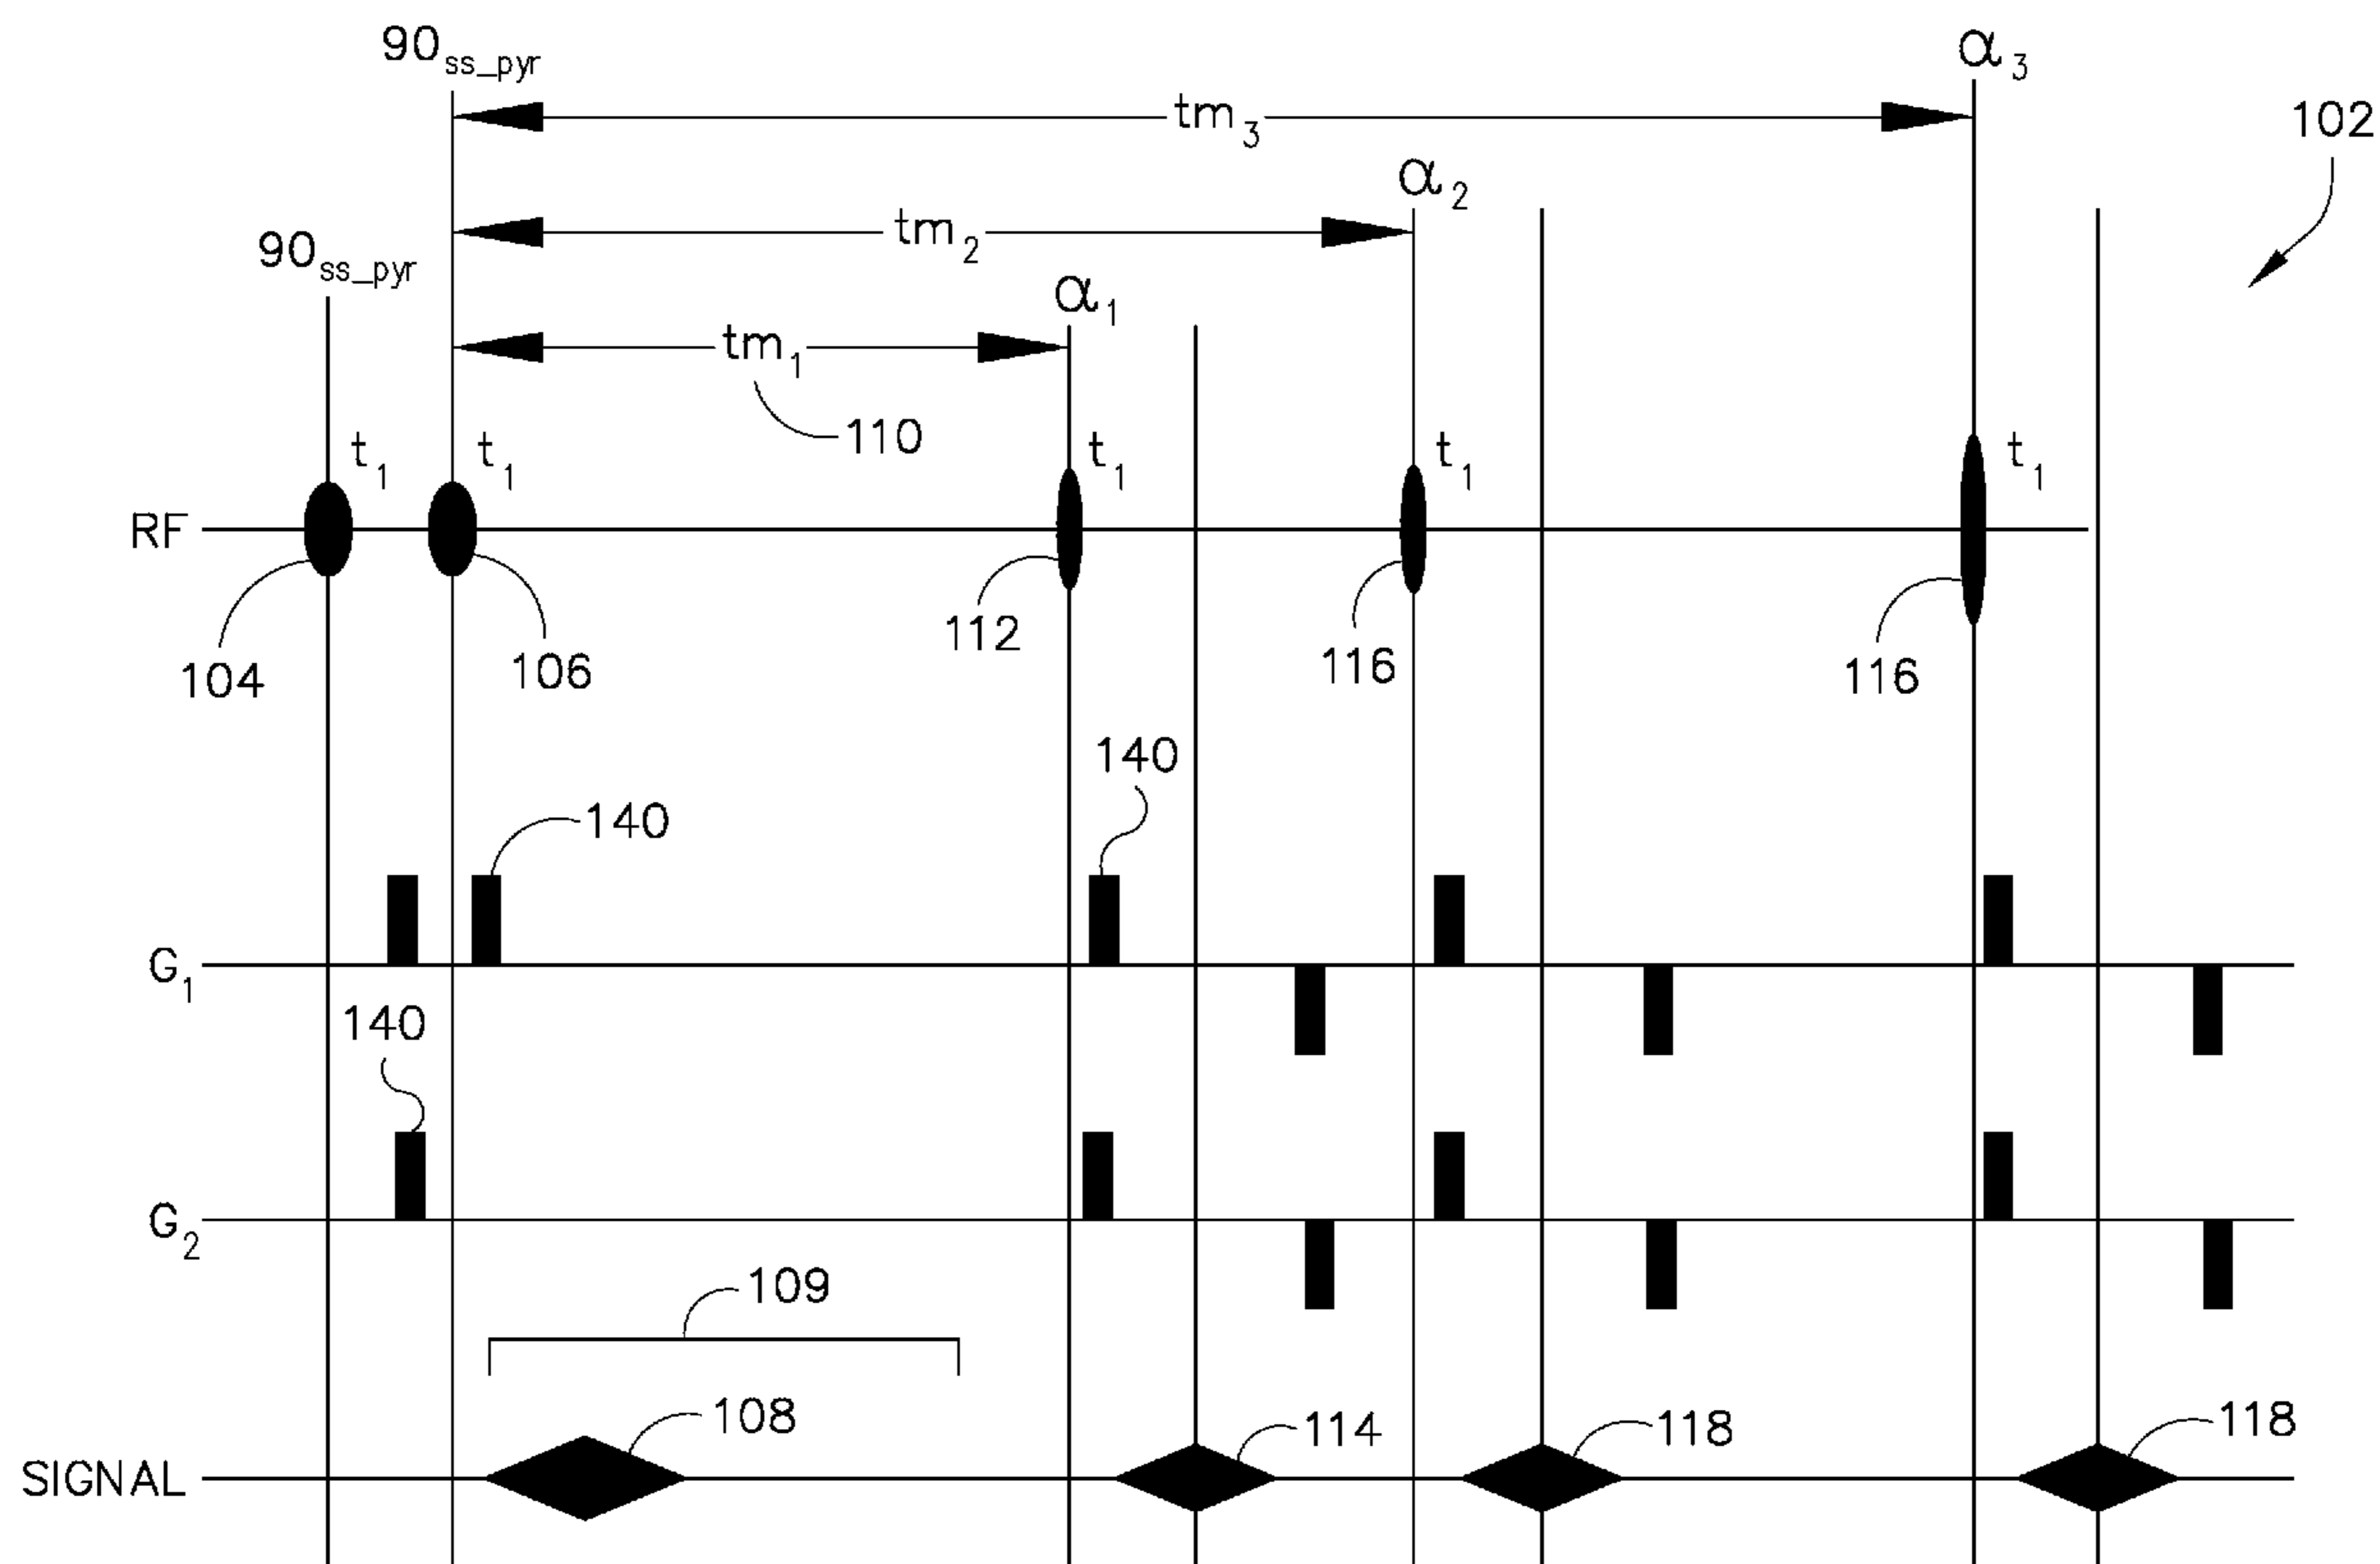 90ss_pyr
α3
tm3
102
α2
tm2
90ss_pyr
α1
tm1
110
t1 t1 t1 t1 t1
RF
104 106 112 116 116
140
140
G1
140
G2
109
108 114 118 118
SIGNAL